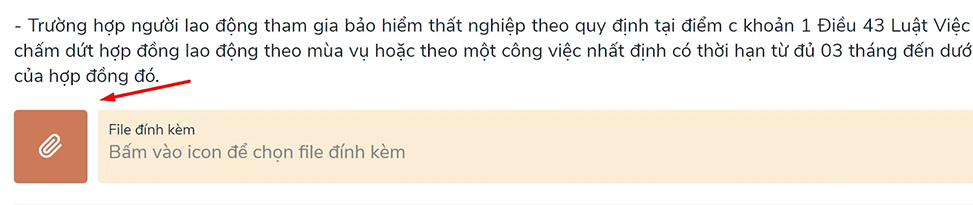 - Trường hợp người lao động tham gia bảo hiểm thất nghiệp theo quy định tại điểm c khoản 1 Điều 43 Luật Việc
chấm dứt hợp đồng lao động theo mùa vụ hoặc theo một công việc nhất định có thời hạn từ đủ 03 tháng đến dướ
của hợp đồng đó.
File đính kèm
Bấm vào icon để chọn file đính kèm